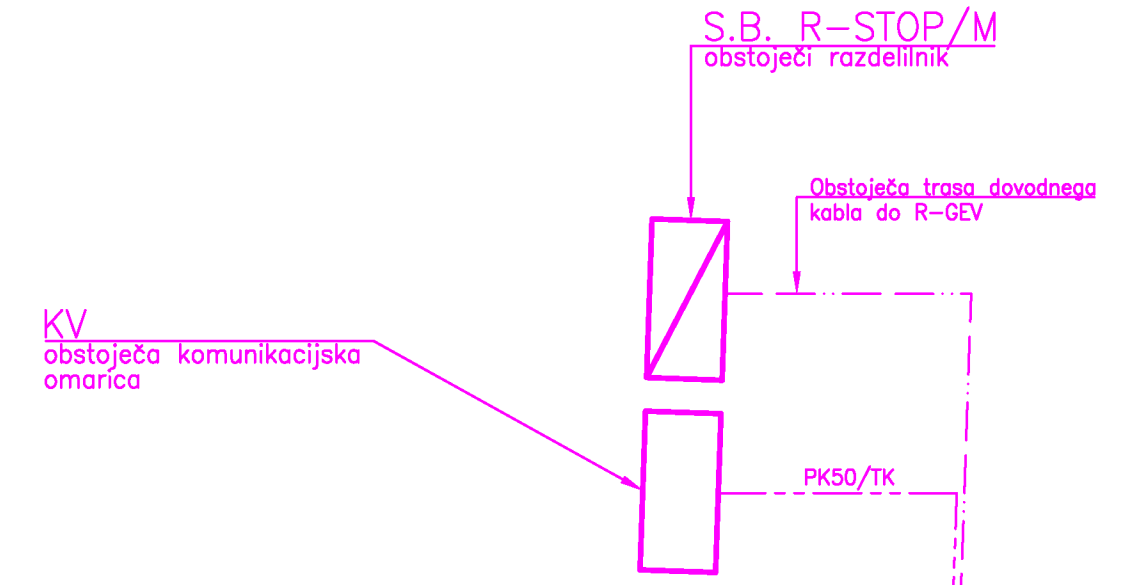 S.B. R-STOP/M
obstoječi razdelilnik
Obstoječa trasa dovodnega
kabla do R-GEV
KV
obstoječa komunikacijska
omarica
PK50/TK